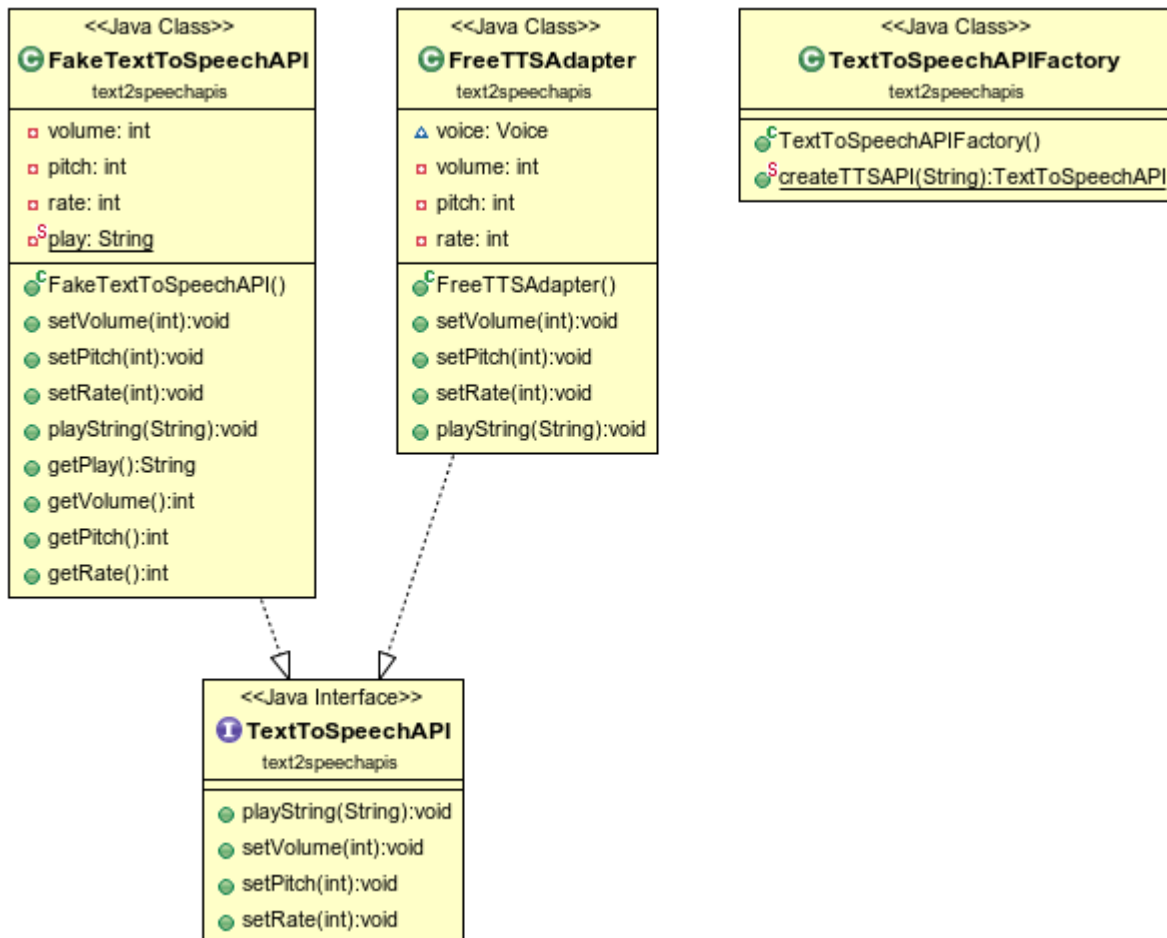 <<Java Class>>
FakeTextToSpeechAPI
text2speechapis
volume: int
pitch: int
rate: int
S play: String
C FakeTextToSpeechAPI()
setVolume(int):void
setPitch(int):void
setRate(int):void
playString(String):void
getPlay():String
getVolume():int
getPitch():int
getRate():int
<<Java Class>>
FreeTTSAdapter
text2speechapis
voice: Voice
volume: int
pitch: int
rate: int
C FreeTTSAdapter()
setVolume(int):void
setPitch(int):void
setRate(int):void
playString(String):void
<<Java Class>>
TextToSpeechAPIFactory
text2speechapis
C TextToSpeechAPIFactory()
S createTTSAPI(String):TextToSpeechAPI
<<Java Interface>>
TextToSpeechAPI
text2speechapis
playString(String):void
setVolume(int):void
setPitch(int):void
setRate(int):void